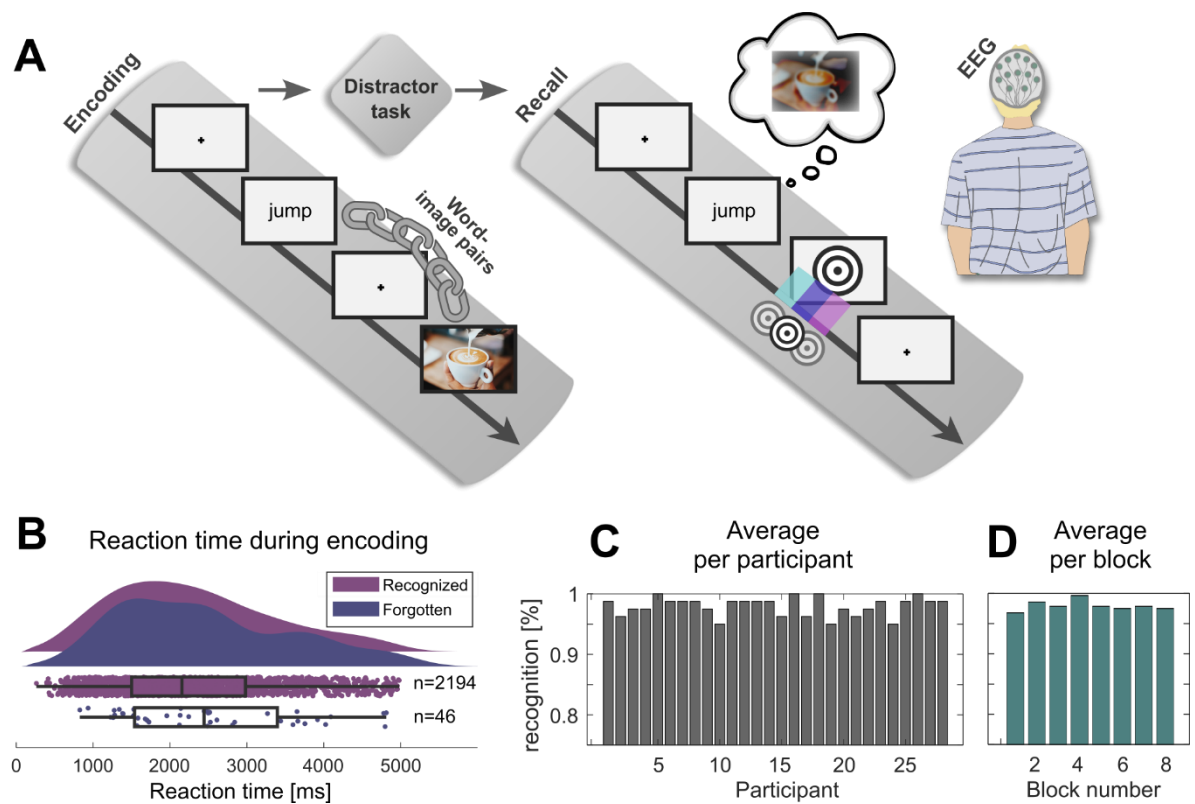 A
Encoding
Distractor
task
Recall
EEG
jump
Word-
image pairs
jump
B
Reaction time during encoding
Recognized
Forgotten
n=2194
n=46
0
1000
2000
3000
4000
5000
Reaction time [ms]
C
Average
per participant
recognition [%]
1
0.9
0.8
5
10
15
20
25
Participant
D
Average
per block
2
4
6
8
Block number